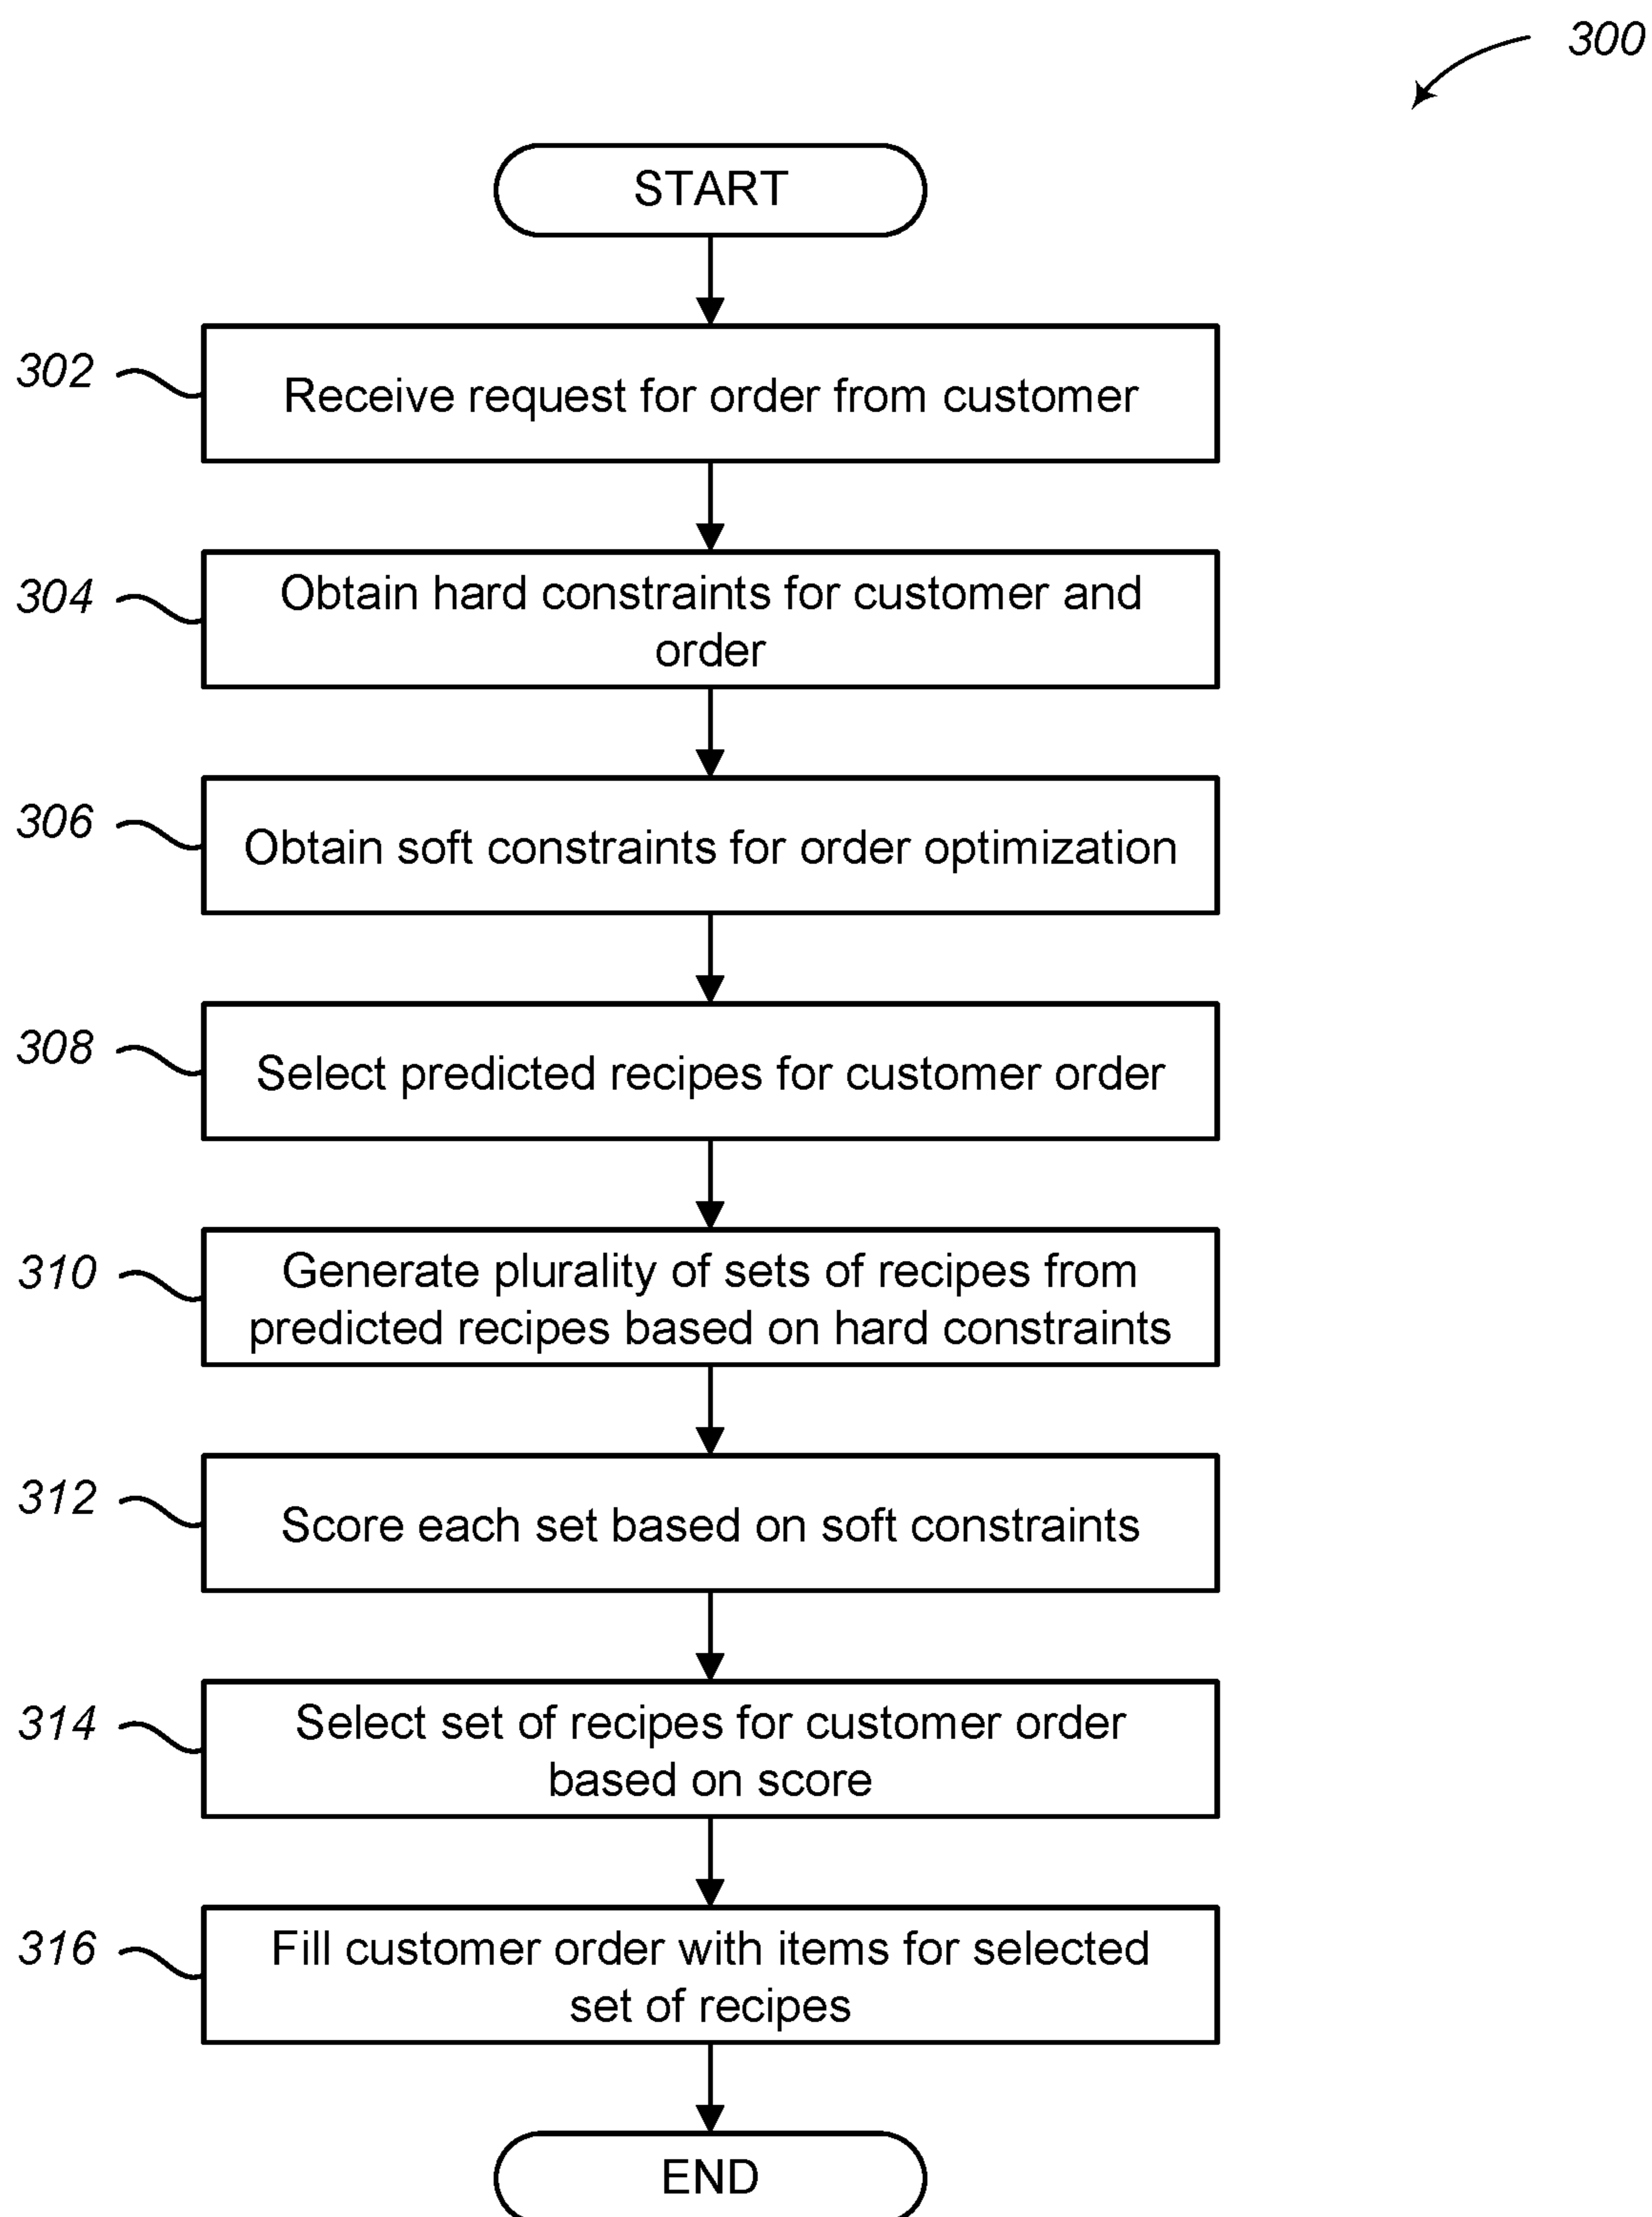 300
START
302
Receive request for order from customer
304
Obtain hard constraints for customer and
order
306
Obtain soft constraints for order optimization
308
Select predicted recipes for customer order
310
Generate plurality of sets of recipes from
predicted recipes based on hard constraints
312
Score each set based on soft constraints
314
Select set of recipes for customer order
based on score
316
Fill customer order with items for selected
set of recipes
END